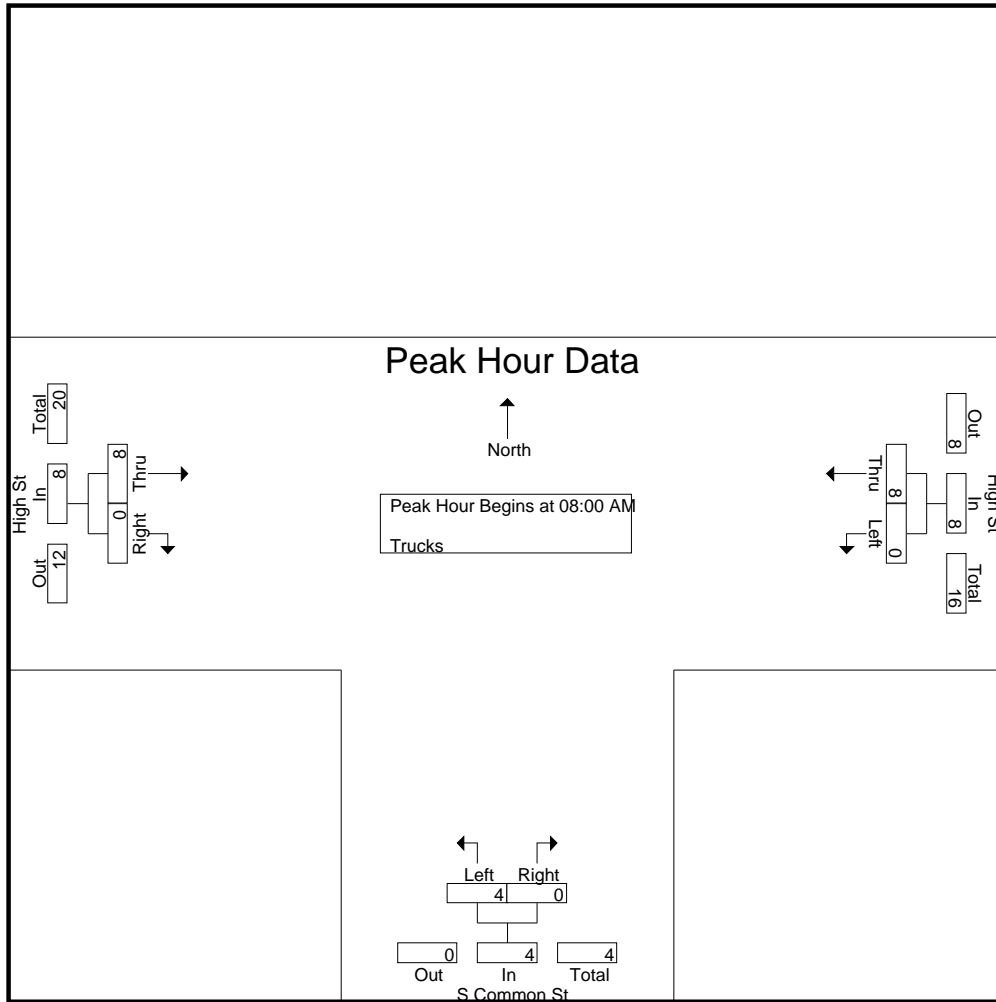 Peak Hour Data
North
Peak Hour Begins at 08:00 AM
Trucks
High St
Total
20
In
8
Out
12
Thru
8
Right
0
High St
Out
8
In
8
Total
16
Thru
8
Left
0
Left Right
4 0
0 4 4
Out In Total
S Common St